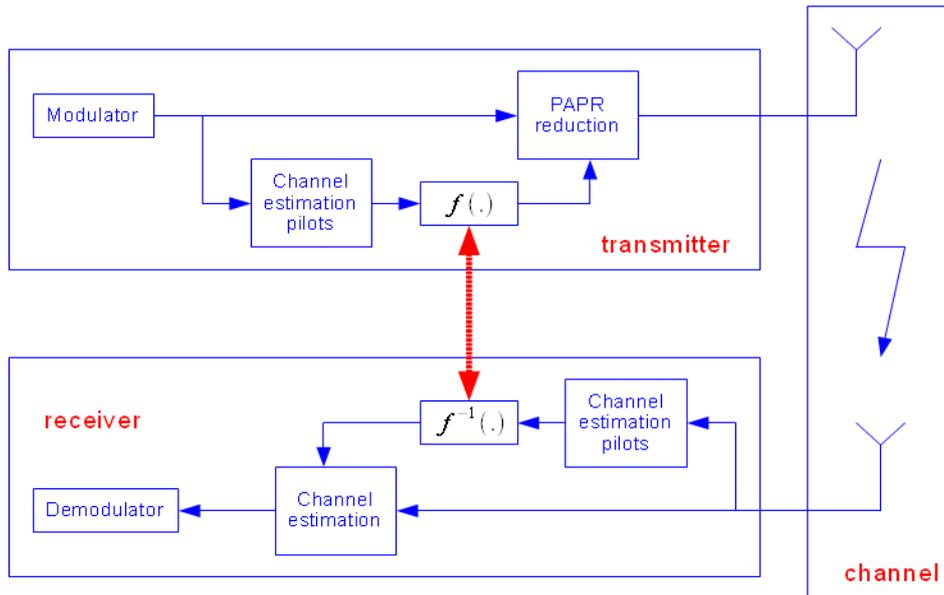 Modulator
PAPR
reduction
Channel
estimation
pilots
f(.)
transmitter
receiver
f⁻¹(.)
Channel
estimation
pilots
Channel
estimation
Demodulator
channel